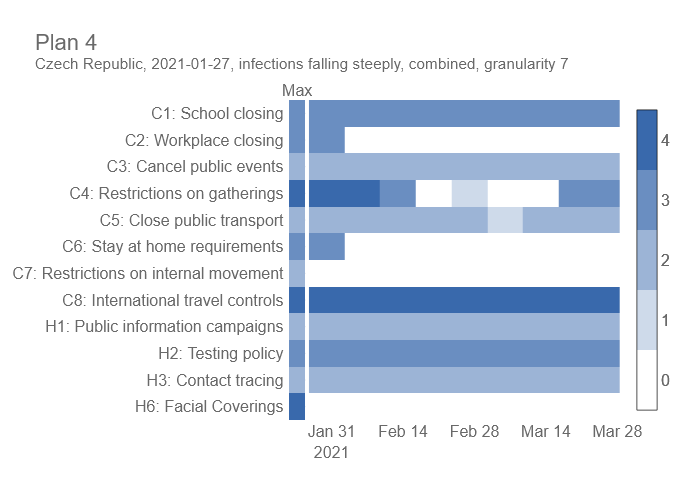 Plan 4
Czech Republic, 2021-01-27, infections falling steeply, combined, granularity 7
Max
C1: School closing
C2: Workplace closing
C3: Cancel public events
C4: Restrictions on gatherings
C5: Close public transport
C6: Stay at home requirements
C7: Restrictions on internal movement
C8: International travel controls
H1: Public information campaigns
H2: Testing policy
H3: Contact tracing
H6: Facial Coverings
4
3
2
1
0
Jan 31 Feb 14 Feb 28 Mar 14 Mar 28
2021